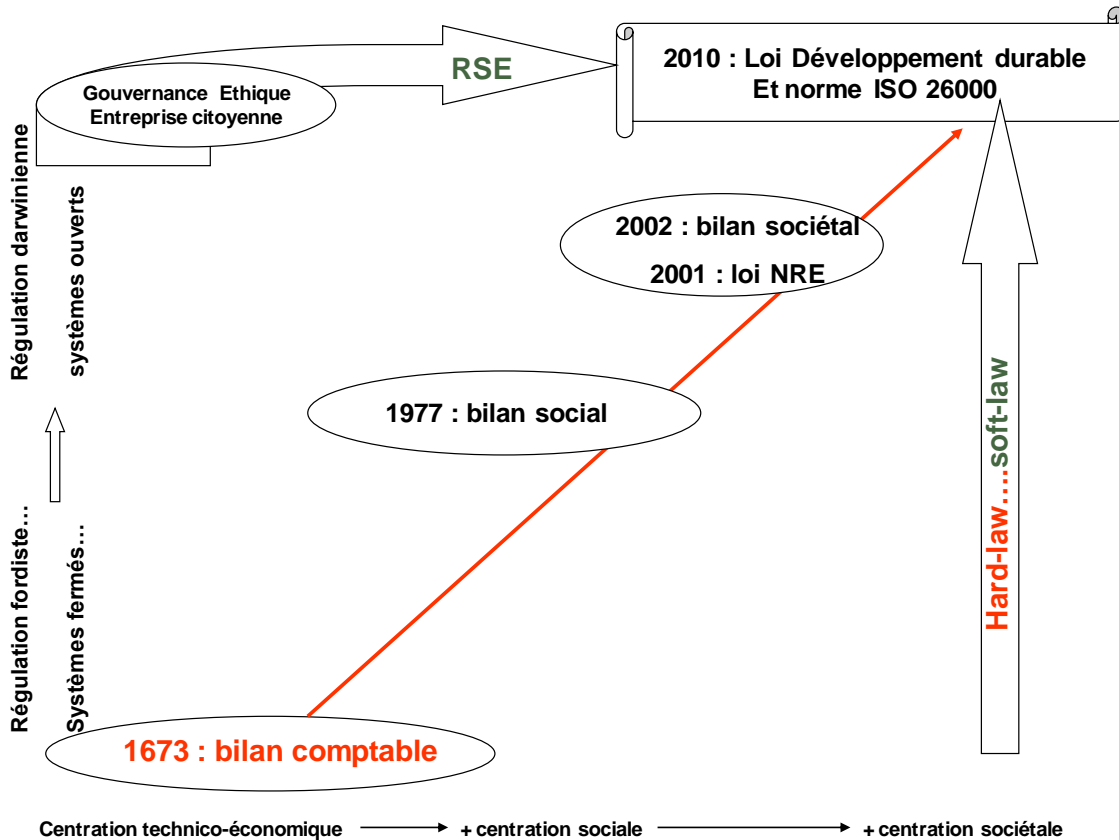 RSE
2010 : Loi Développement durable
Et norme ISO 26000
Gouvernance Ethique
Entreprise citoyenne
Régulation darwinienne
systèmes ouverts
2002 : bilan sociétal
2001 : loi NRE
1977 : bilan social
Hard-law....soft-law
Régulation fordiste…
Systèmes fermés…
1673 : bilan comptable
Centration technico-économique
+ centration sociale
+ centration sociétale